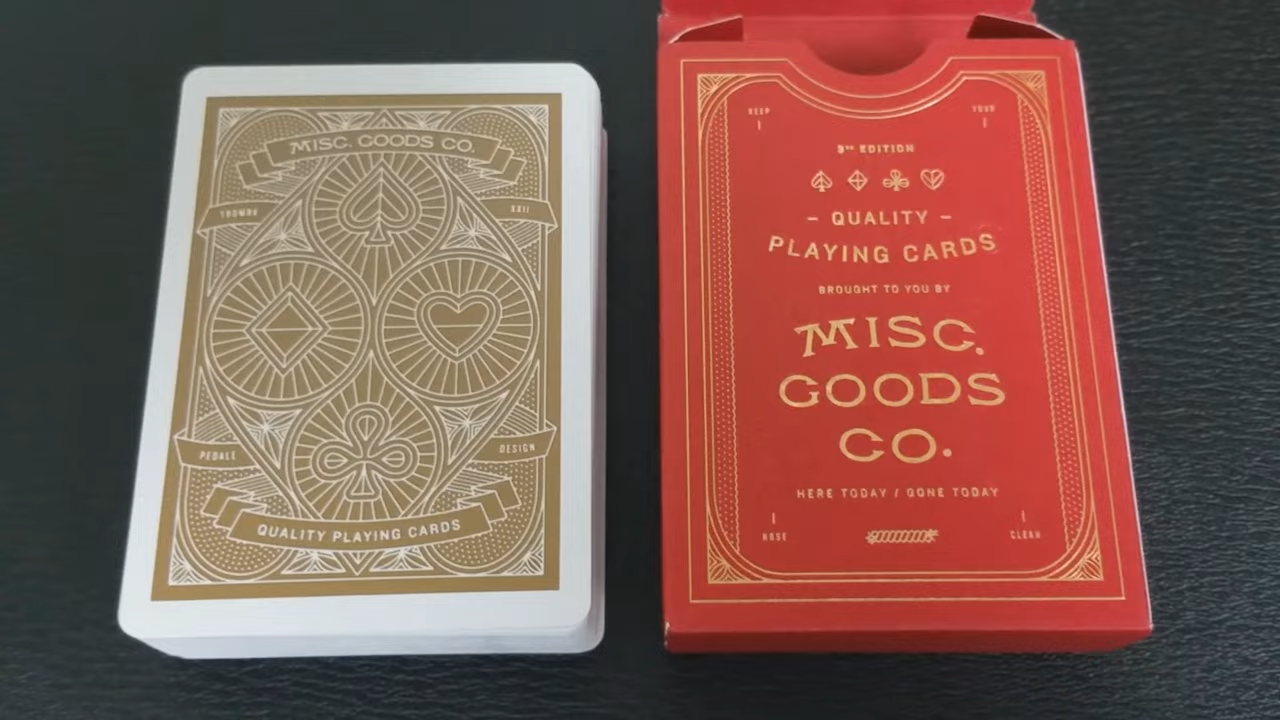 MISC. GOODS CO.
XXII
PEDALE
DESIGN
QUALITY PLAYING CARDS
KEEP
YOUR
3RD EDITION
- QUALITY -
PLAYING CARDS
BROUGHT TO YOU BY
MISC.
GOODS
CO.
HERE TODAY / GONE TODAY
NOSE
CLEAN